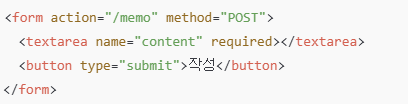 <form action="/memo" method="POST">
  <textarea name="content" required></textarea>
  <button type="submit">작성</button>
</form>